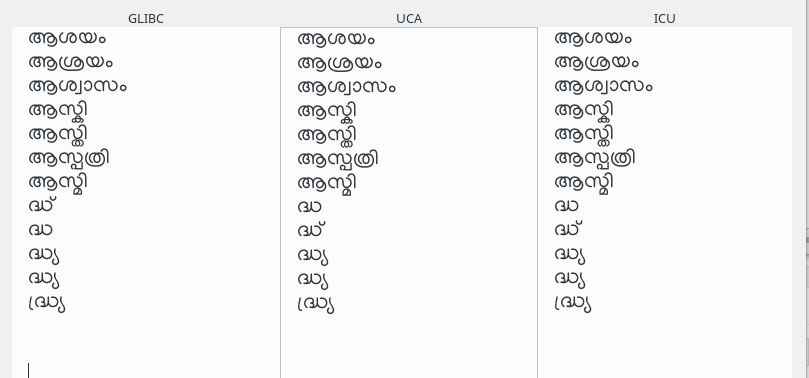 GLIBC
ആശയം
ആശ്രയം
ആശ്വാസം
ആസ്കി
ആസ്തി
ആസ്പത്രി
ആസ്മി
ദ്ധ്
ദ്ധ
ദ്ധ്യ
ദ്ധ്യ
ദ്ധ്ര്യ
UCA
ആശയം
ആശ്രയം
ആശ്വാസം
ആസ്കി
ആസ്തി
ആസ്പത്രി
ആസ്മി
ദ്ധ
ദ്ധ്
ദ്ധ്യ
ദ്ധ്യ
ദ്ധ്ര്യ
ICU
ആശയം
ആശ്രയം
ആശ്വാസം
ആസ്കി
ആസ്തി
ആസ്പത്രി
ആസ്മി
ദ്ധ
ദ്ധ്
ദ്ധ്യ
ദ്ധ്യ
ദ്ധ്ര്യ